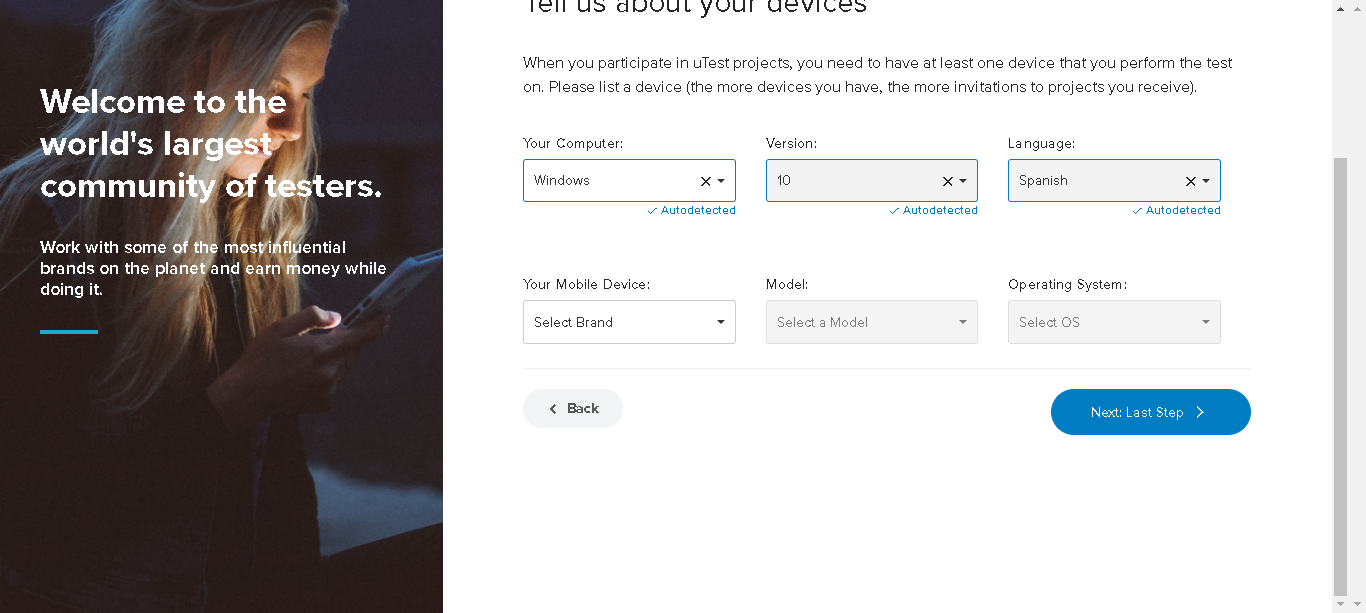 Tell us about your devices
Welcome to the
world's largest
community of testers.
Work with some of the most influential
brands on the planet and earn money while
doing it.
When you participate in uTest projects, you need to have at least one device that you perform the test
on. Please list a device (the more devices you have, the more invitations to projects you receive).
Your Computer: Version: Language:
Windows 10 Spanish
Autodetected Autodetected Autodetected
Your Mobile Device: Model: Operating System:
Select Brand Select a Model Select OS
Back Next: Last Step